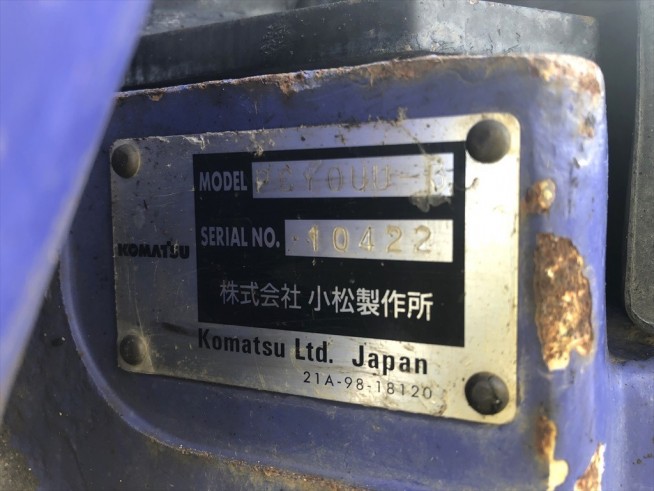 MODEL
SERIAL NO. 10422
KOMATSU
株式会社 小松製作所
Komatsu Ltd. Japan
21A-98-18120